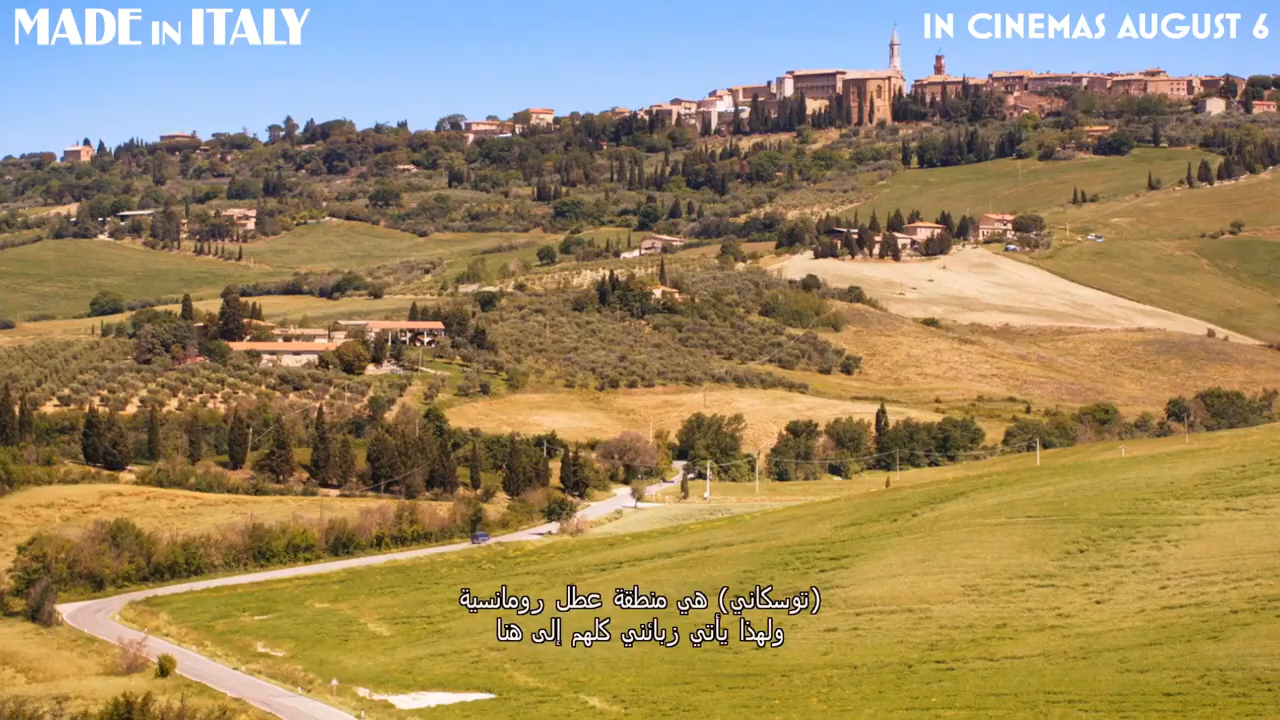 MADE IN ITALY
IN CINEMAS AUGUST 6
(توسكاني) هي منطقة عطل رومانسية
ولهذا يأتي زبائني كلهم إلى هنا